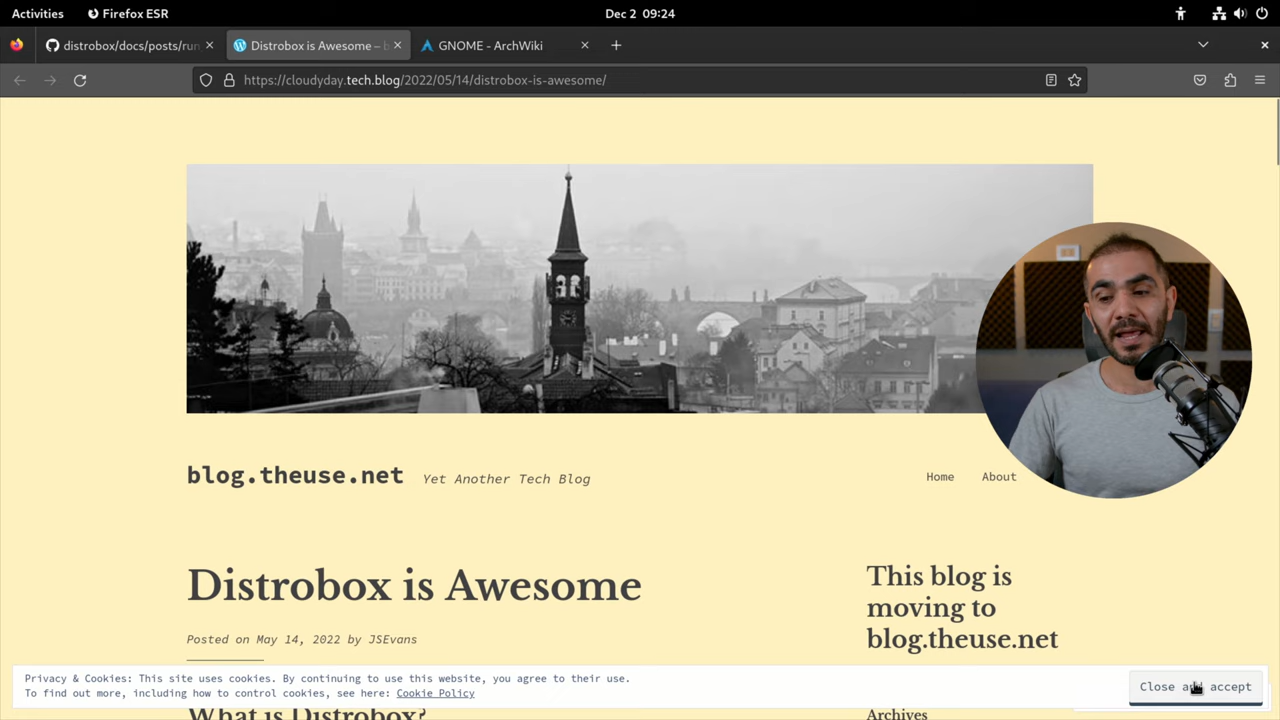 Activities
Firefox ESR
Dec 2 09:24
distrobox/docs/posts/run
Distrobox is Awesome – b
GNOME - ArchWiki
https://cloudyday.tech.blog/2022/05/14/distrobox-is-awesome/
blog.theuse.net
Yet Another Tech Blog
Home
About
Distrobox is Awesome
Posted on May 14, 2022 by JSEvans
This blog is
moving to
blog.theuse.net
Privacy & Cookies: This site uses cookies. By continuing to use this website, you agree to their use.
To find out more, including how to control cookies, see here: Cookie Policy
Close and accept
What is Distrobox?
Archives